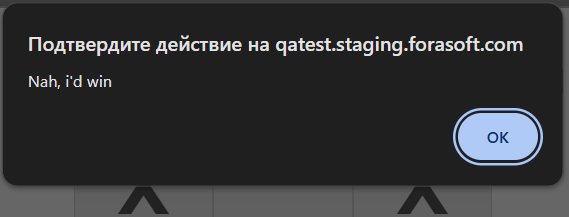 Подтвердите действие на qatest.staging.forasoft.com
Nah, i'd win
OK
X X